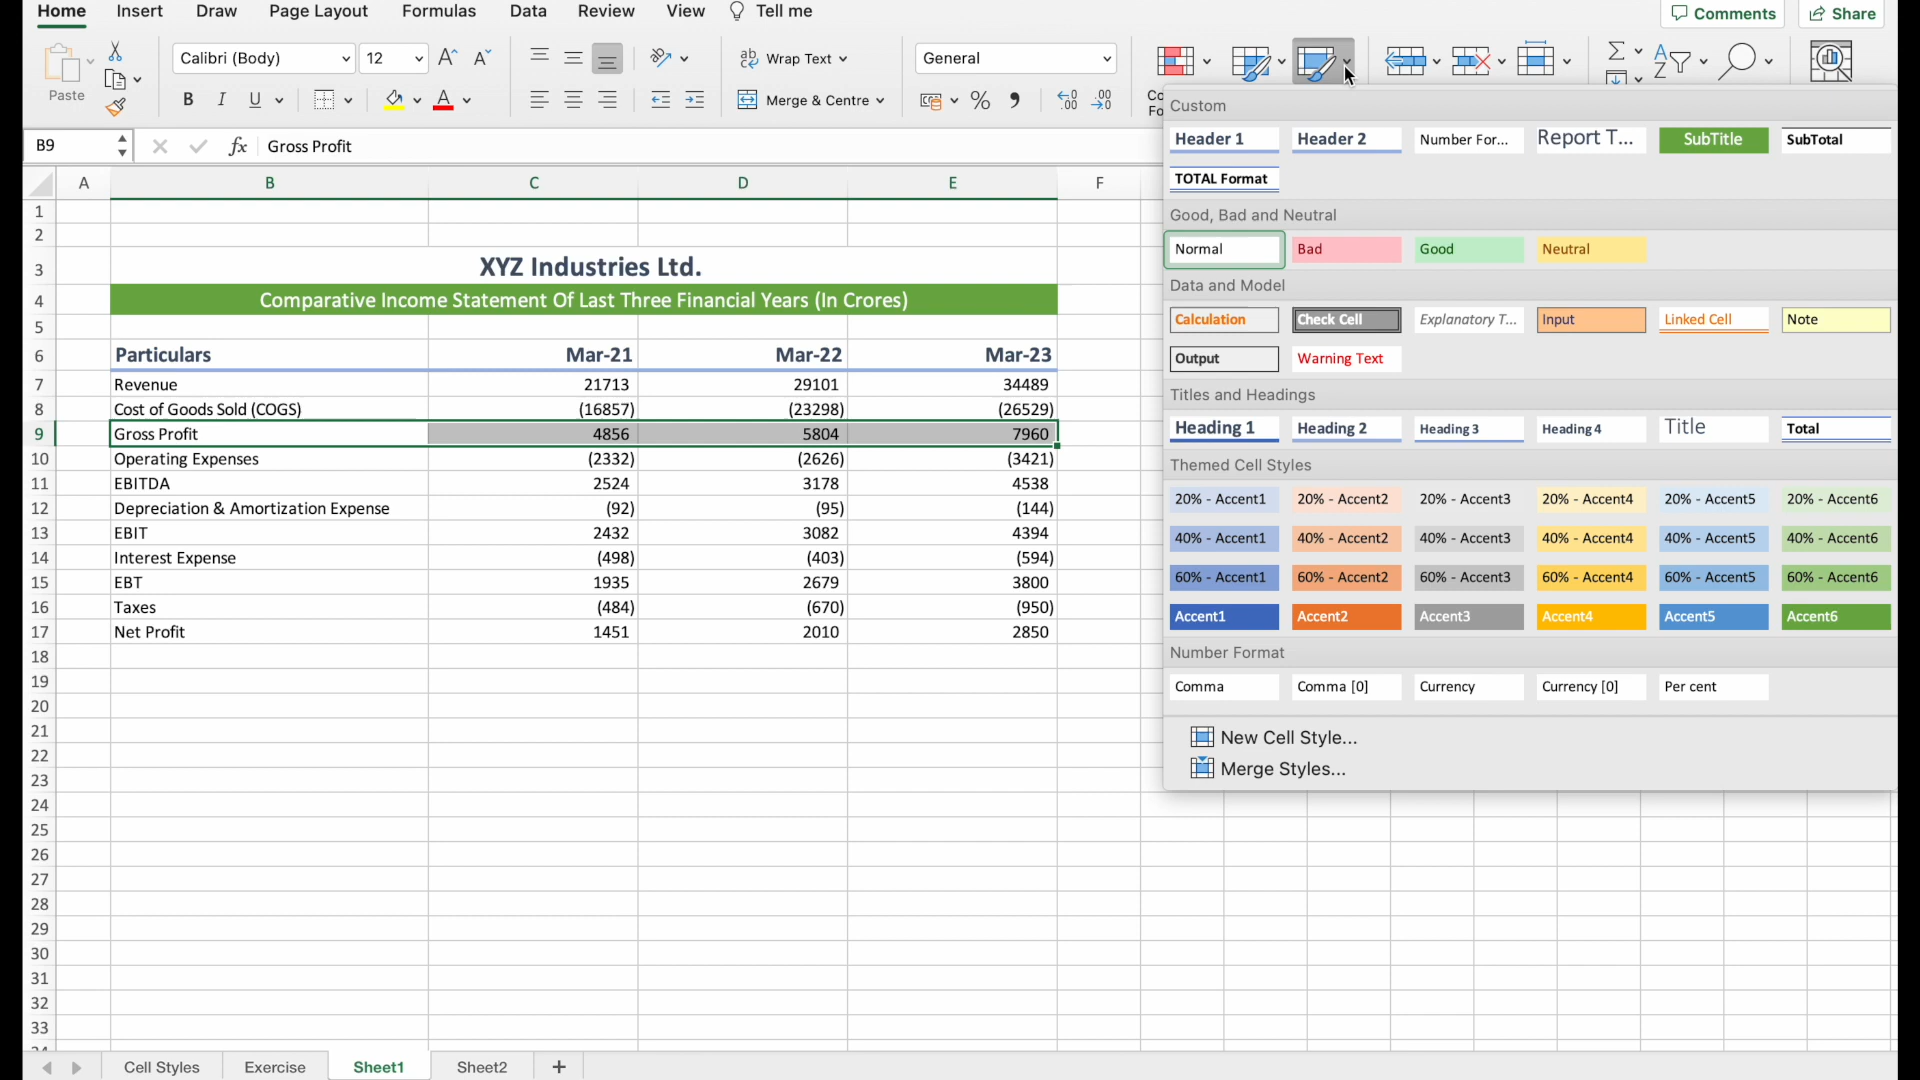 Home Insert Draw Page Layout Formulas Data Review View Tell me Comments Share
Calibri (Body) 12 Wrap Text General
Paste B I U A Merge & Centre % Co
Fo
B9 fx Gross Profit
A B C D E F
1
2
3 XYZ Industries Ltd.
4 Comparative Income Statement Of Last Three Financial Years (In Crores)
5
6 Particulars Mar-21 Mar-22 Mar-23
7 Revenue 21713 29101 34489
8 Cost of Goods Sold (COGS) (16857) (23298) (26529)
9 Gross Profit 4856 5804 7960
10 Operating Expenses (2332) (2626) (3421)
11 EBITDA 2524 3178 4538
12 Depreciation & Amortization Expense (92) (95) (144)
13 EBIT 2432 3082 4394
14 Interest Expense (498) (403) (594)
15 EBT 1935 2679 3800
16 Taxes (484) (670) (950)
17 Net Profit 1451 2010 2850
18
19
20
21
22
23
24
25
26
27
28
29
30
31
32
33
Custom
Header 1 Header 2 Number For... Report T... SubTitle SubTotal
TOTAL Format
Good, Bad and Neutral
Normal Bad Good Neutral
Data and Model
Calculation Check Cell Explanatory T... Input Linked Cell Note
Output Warning Text
Titles and Headings
Heading 1 Heading 2 Heading 3 Heading 4 Title Total
Themed Cell Styles
20% - Accent1 20% - Accent2 20% - Accent3 20% - Accent4 20% - Accent5 20% - Accent6
40% - Accent1 40% - Accent2 40% - Accent3 40% - Accent4 40% - Accent5 40% - Accent6
60% - Accent1 60% - Accent2 60% - Accent3 60% - Accent4 60% - Accent5 60% - Accent6
Accent1 Accent2 Accent3 Accent4 Accent5 Accent6
Number Format
Comma Comma [0] Currency Currency [0] Per cent
New Cell Style...
Merge Styles...
Cell Styles Exercise Sheet1 Sheet2 +